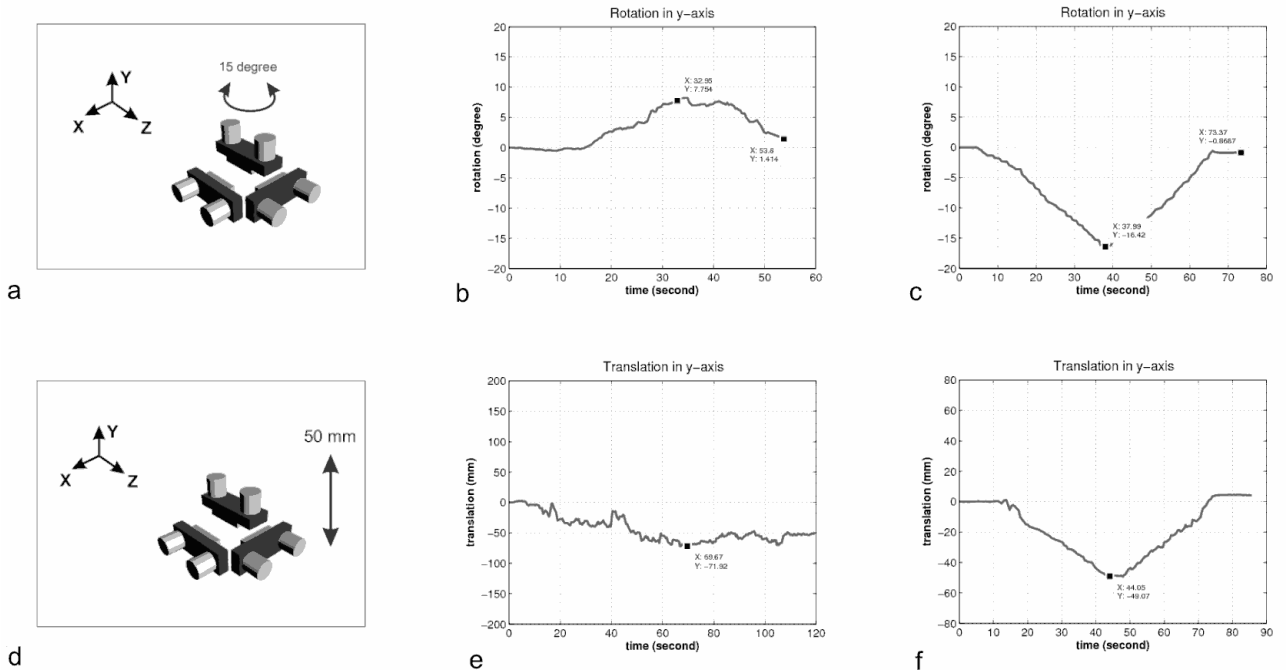 15 degree
Y
X
Z
a
Rotation in y-axis
20
15
10
5
0
-5
-10
-15
-20
rotation (degree)
X: 32.95
Y: 7.754
X: 53.6
Y: 1.414
0 10 20 30 40 50 60
time (second)
b
Rotation in y-axis
20
15
10
5
0
-5
-10
-15
-20
rotation (degree)
X: 73.37
Y: -0.8667
X: 37.99
Y: -16.42
0 10 20 30 40 50 60 70 80
time (second)
c
50 mm
Y
X
Z
d
Translation in y-axis
200
150
100
50
0
-50
-100
-150
-200
translation (mm)
X: 69.67
Y: -71.92
0 20 40 60 80 100 120
time (second)
e
Translation in y-axis
80
60
40
20
0
-20
-40
-60
-80
translation (mm)
X: 44.05
Y: -49.07
0 10 20 30 40 50 60 70 80 90
time (second)
f